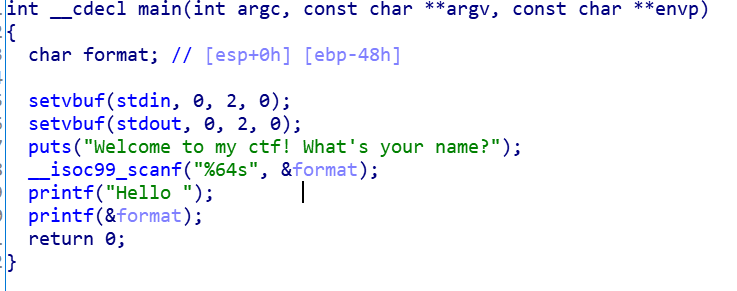 int __cdecl main(int argc, const char **argv, const char **envp)
{
char format; // [esp+0h] [ebp-48h]
setvbuf(stdin, 0, 2, 0);
setvbuf(stdout, 0, 2, 0);
puts("Welcome to my ctf! What's your name?");
__isoc99_scanf("%64s", &format);
printf("Hello ");
printf(&format);
return 0;
}